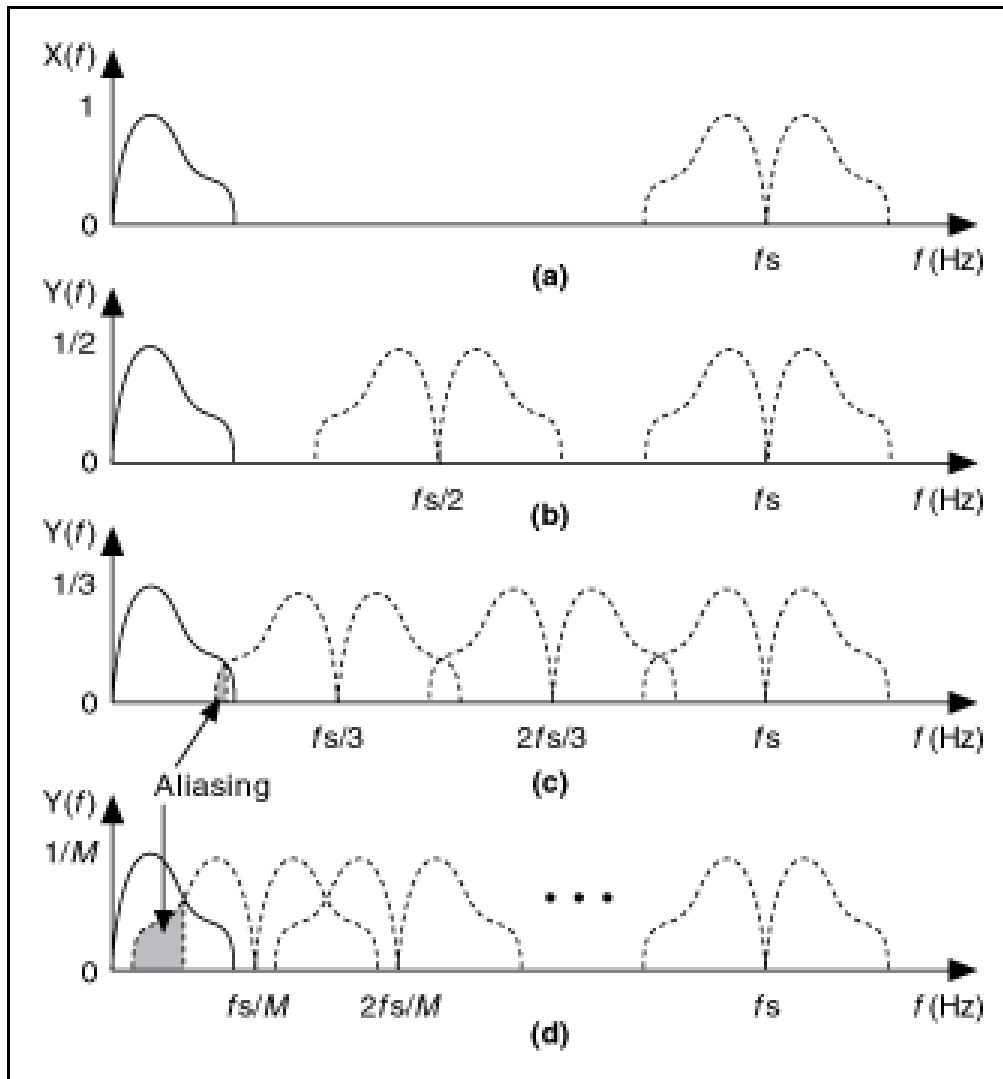 X(f)
1
0
fs
f (Hz)
(a)
Y(f)
1/2
0
fs/2
fs
f (Hz)
(b)
Y(f)
1/3
0
fs/3
2fs/3
fs
f (Hz)
(c)
Aliasing
Y(f)
1/M
0
fs/M
2fs/M
fs
f (Hz)
(d)